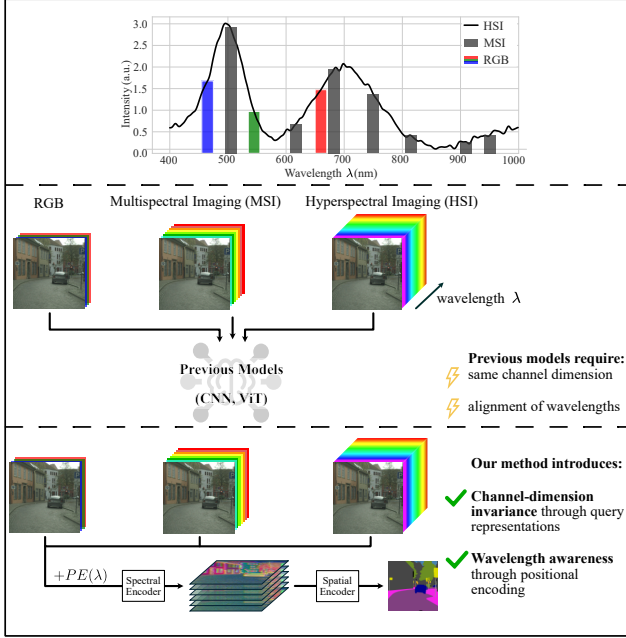 3.0
2.5
2.0
1.5
1.0
0.5
0.0
Intensity (a.u.)
HSI
MSI
RGB
400 500 600 700 800 900 1000
Wavelength λ(nm)
RGB Multispectral Imaging (MSI) Hyperspectral Imaging (HSI)
wavelength λ
Previous Models
(CNN, ViT)
Previous models require:
same channel dimension
alignment of wavelengths
Our method introduces:
Channel-dimension
invariance through query
representations
Wavelength awareness
through positional
encoding
+PE(λ)
Spectral
Encoder
Spatial
Encoder